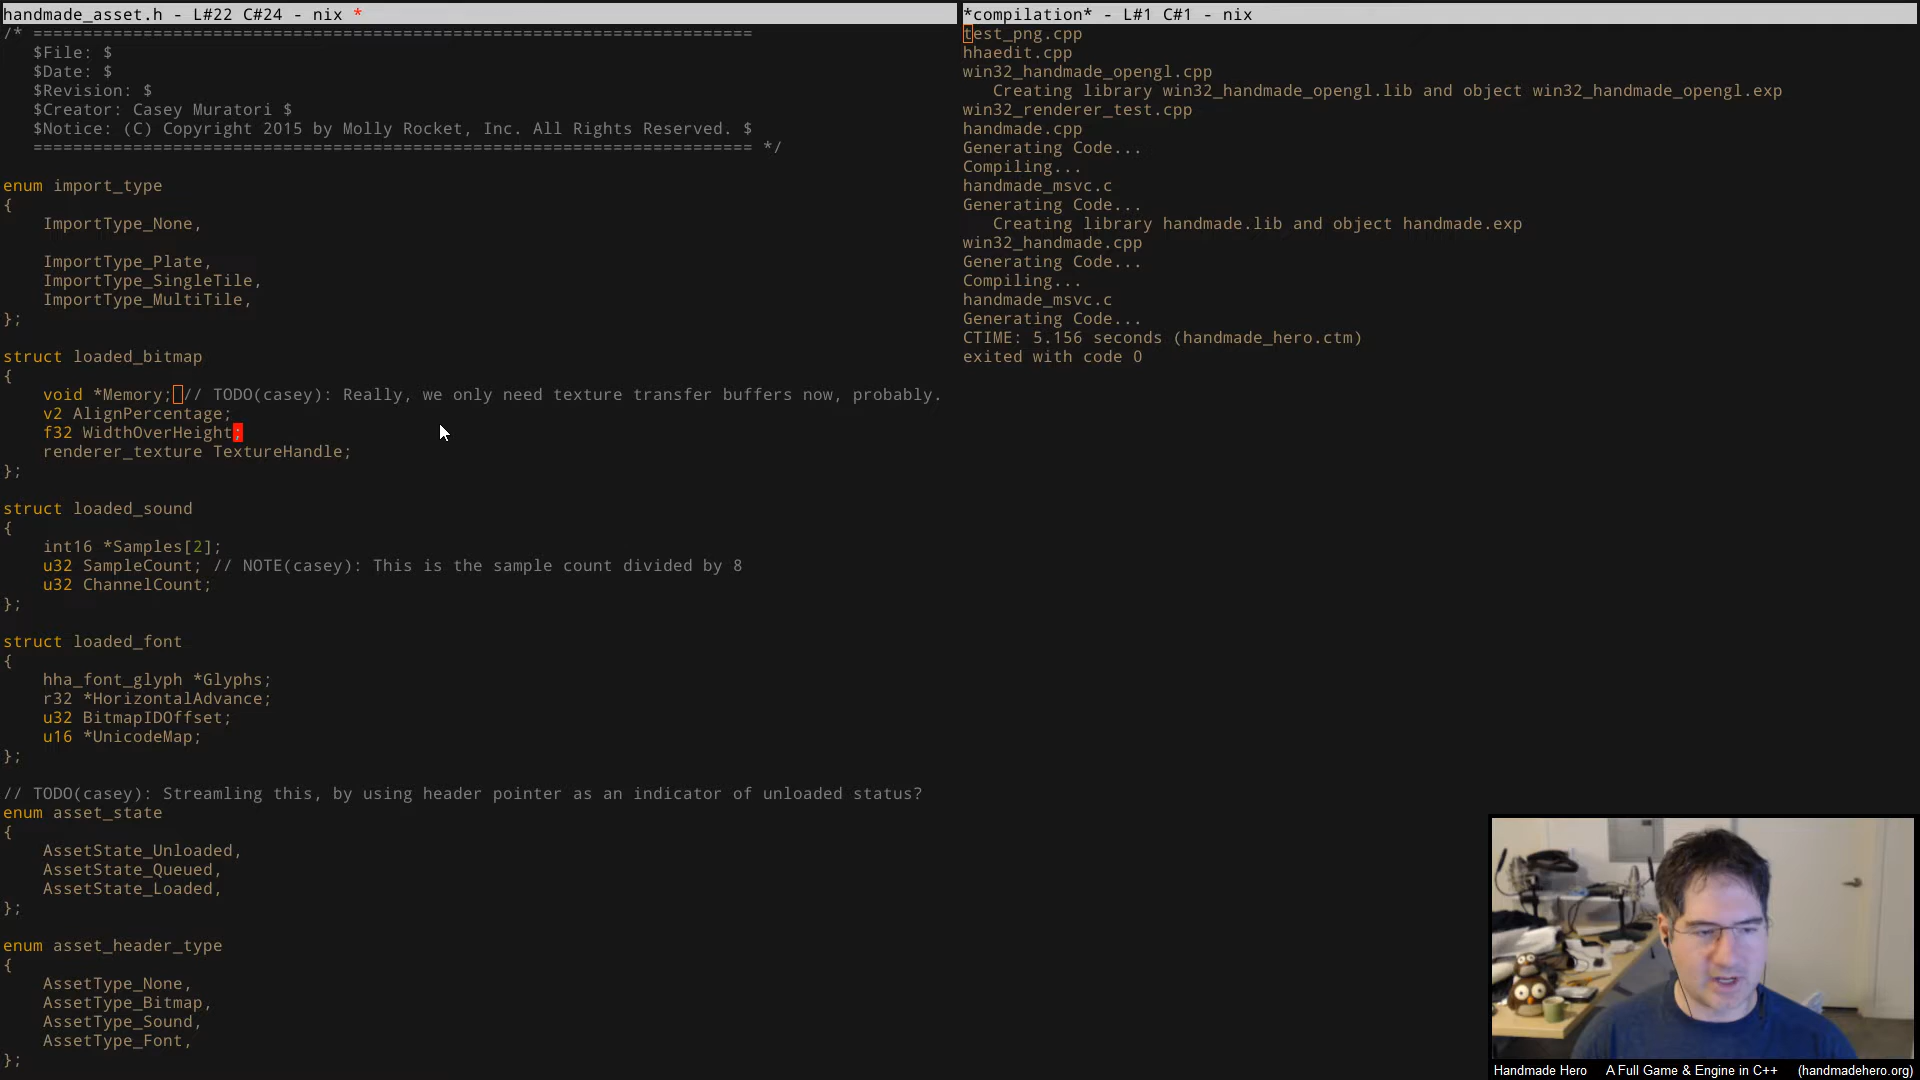 handmade_asset.h - L#22 C#24 - nix *
/* ========================================================================
$File: $
$Date: $
$Revision: $
$Creator: Casey Muratori $
$Notice: (C) Copyright 2015 by Molly Rocket, Inc. All Rights Reserved. $
======================================================================== */
enum import_type
{
ImportType_None,
ImportType_Plate,
ImportType_SingleTile,
ImportType_MultiTile,
};
struct loaded_bitmap
{
void *Memory; // TODO(casey): Really, we only need texture transfer buffers now, probably.
v2 AlignPercentage;
f32 WidthOverHeight;
renderer_texture TextureHandle;
};
struct loaded_sound
{
int16 *Samples[2];
u32 SampleCount; // NOTE(casey): This is the sample count divided by 8
u32 ChannelCount;
};
struct loaded_font
{
hha_font_glyph *Glyphs;
r32 *HorizontalAdvance;
u32 BitmapIDOffset;
u16 *UnicodeMap;
};
// TODO(casey): Streamling this, by using header pointer as an indicator of unloaded status?
enum asset_state
{
AssetState_Unloaded,
AssetState_Queued,
AssetState_Loaded,
};
enum asset_header_type
{
AssetType_None,
AssetType_Bitmap,
AssetType_Sound,
AssetType_Font,
};
*compilation* - L#1 C#1 - nix
test_png.cpp
hhaedit.cpp
win32_handmade_opengl.cpp
Creating library win32_handmade_opengl.lib and object win32_handmade_opengl.exp
win32_renderer_test.cpp
handmade.cpp
Generating Code...
Compiling...
handmade_msvc.c
Generating Code...
Creating library handmade.lib and object handmade.exp
win32_handmade.cpp
Generating Code...
Compiling...
handmade_msvc.c
Generating Code...
CTIME: 5.156 seconds (handmade_hero.ctm)
exited with code 0
Handmade Hero A Full Game & Engine in C++ (handmadehero.org)